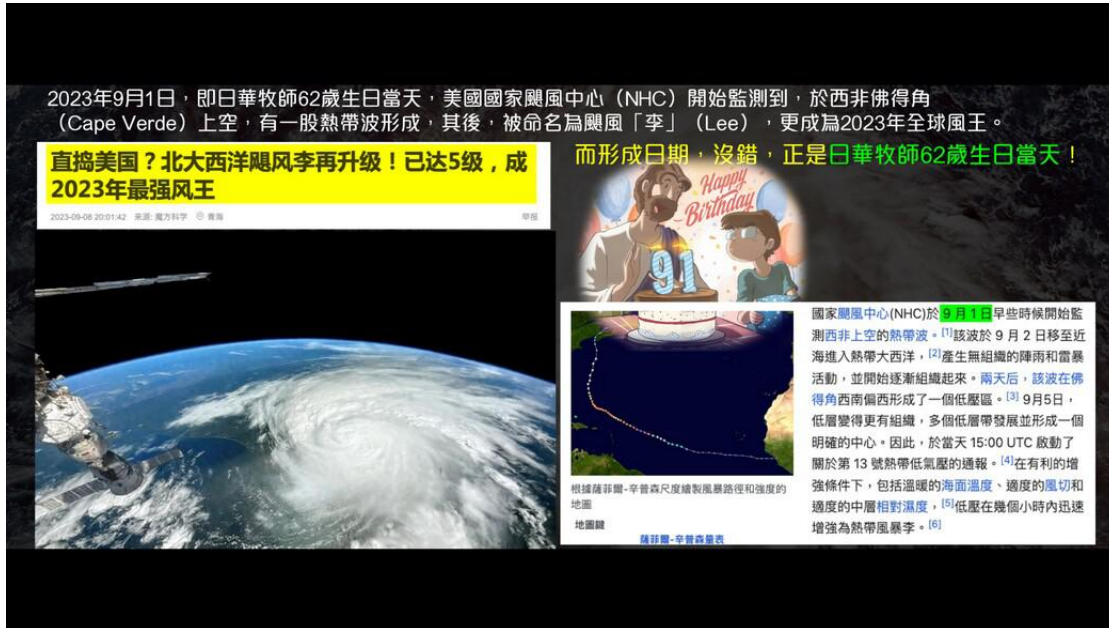 2023年9月1日，即日華牧師62歲生日當天，美國國家颶風中心（NHC）開始監測到，於西非佛得角
（Cape Verde）上空，有一股熱帶波形成，其後，被命名為颶風「李」（Lee），更成為2023年全球風王。
直捣美国？北大西洋飓风李再升级！已达5级，成
2023年最强风王
2023-09-08 20:01:42 来源: 魔方科学 青海
举报
而形成日期，沒錯，正是日華牧師62歲生日當天！
Happy
Birthday
91
根據薩菲爾-辛普森尺度繪製風暴路徑和強度的
地圖
地圖鍵
薩菲爾-辛普森量表
國家颶風中心(NHC)於 9 月 1 日早些時候開始監
測西非上空的熱帶波。[1]該波於 9 月 2 日移至近
海進入熱帶大西洋，[2]產生無組織的陣雨和雷暴
活動，並開始逐漸組織起來。兩天后，該波在佛
得角西南偏西形成了一個低壓區。[3] 9月5日，
低層變得更有組織，多個低層帶發展並形成一個
明確的中心。因此，於當天 15:00 UTC 啟動了
關於第 13 號熱帶低氣壓的通報。[4]在有利的增
強條件下，包括溫暖的海面溫度、適度的風切和
適度的中層相對濕度，[5]低壓在幾個小時內迅速
增強為熱帶風暴李。[6]